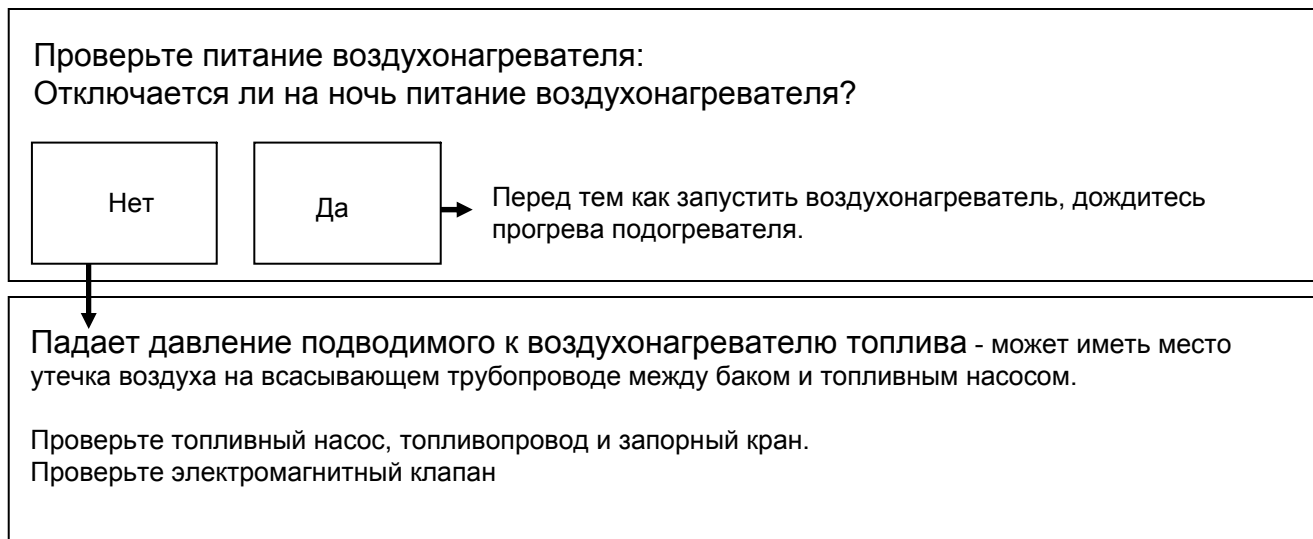 Проверьте питание воздухонагревателя:
Отключается ли на ночь питание воздухонагревателя?
Нет
Да
Перед тем как запустить воздухонагреватель, дождитесь
прогрева подогревателя.
Падает давление подводимого к воздухонагревателю топлива - может иметь место
утечка воздуха на всасывающем трубопроводе между баком и топливным насосом.
Проверьте топливный насос, топливопровод и запорный кран.
Проверьте электромагнитный клапан